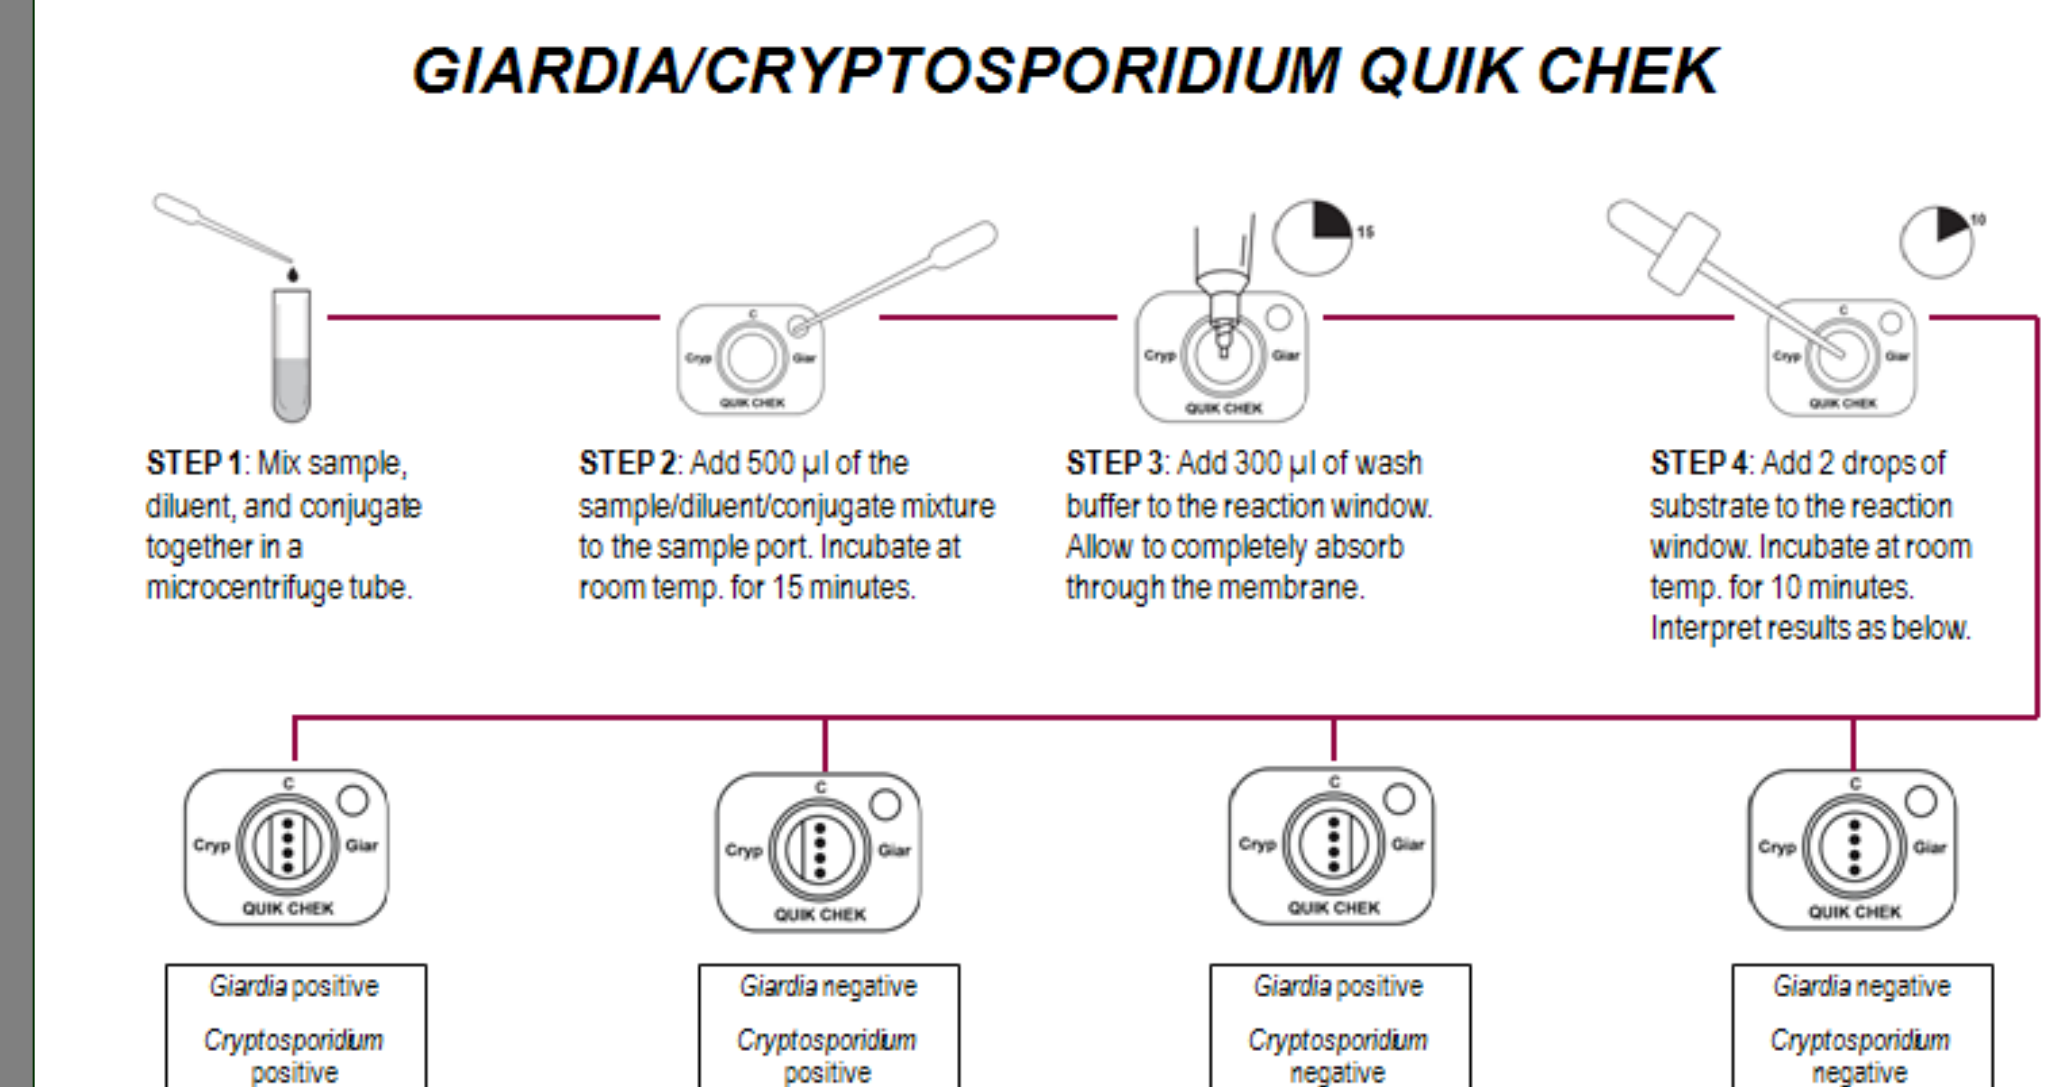 GIARDIA/CRYPTOSPORIDIUM QUIK CHEK
C
Cryp
Giar
QUIK CHEK
15
C
Cryp
Giar
QUIK CHEK
10
C
Cryp
Giar
QUIK CHEK
STEP 1: Mix sample,
diluent, and conjugate
together in a
microcentrifuge tube.
STEP 2: Add 500 µl of the
sample/diluent/conjugate mixture
to the sample port. Incubate at
room temp. for 15 minutes.
STEP 3: Add 300 µl of wash
buffer to the reaction window.
Allow to completely absorb
through the membrane.
STEP 4: Add 2 drops of
substrate to the reaction
window. Incubate at room
temp. for 10 minutes.
Interpret results as below.
C
Cryp
Giar
QUIK CHEK
C
Cryp
Giar
QUIK CHEK
C
Cryp
Giar
QUIK CHEK
C
Cryp
Giar
QUIK CHEK
Giardia positive
Cryptosporidium
positive
Giardia negative
Cryptosporidium
positive
Giardia positive
Cryptosporidium
negative
Giardia negative
Cryptosporidium
negative